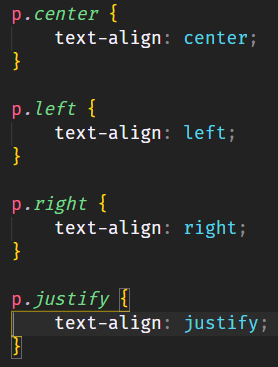 p.center {
    text-align: center;
}

p.left {
    text-align: left;
}

p.right {
    text-align: right;
}

p.justify {
    text-align: justify;
}